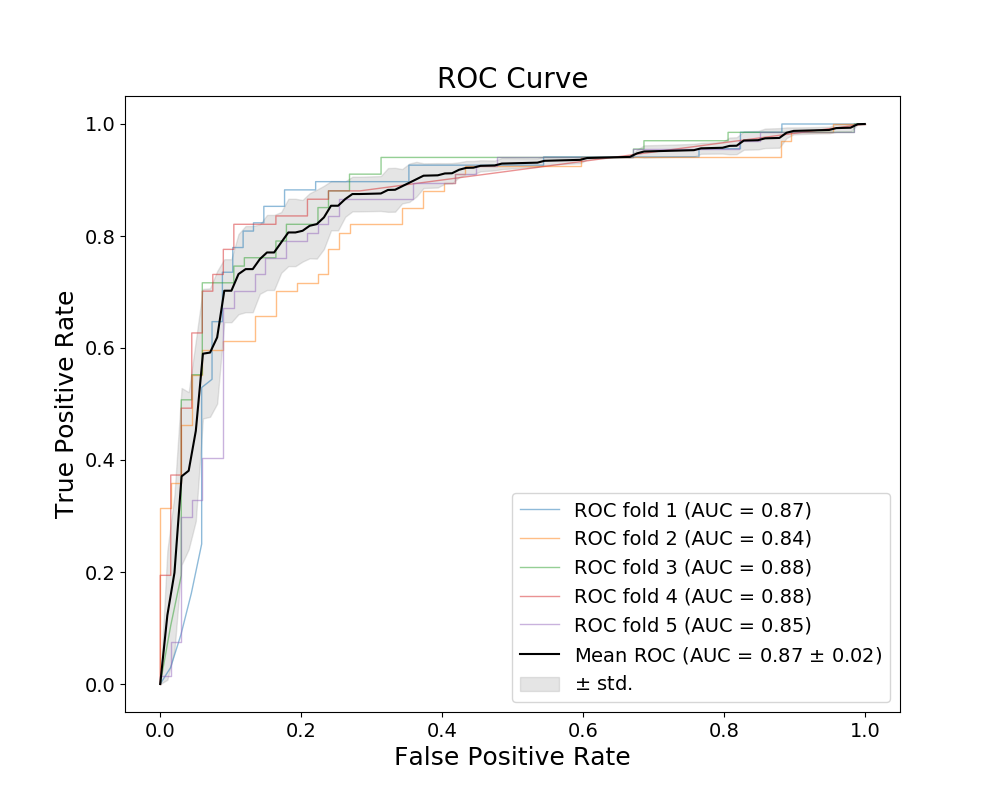 ROC Curve
1.0
0.8
0.6
0.4
0.2
0.0
True Positive Rate
ROC fold 1 (AUC = 0.87)
ROC fold 2 (AUC = 0.84)
ROC fold 3 (AUC = 0.88)
ROC fold 4 (AUC = 0.88)
ROC fold 5 (AUC = 0.85)
Mean ROC (AUC = 0.87 ± 0.02)
± std.
0.0 0.2 0.4 0.6 0.8 1.0
False Positive Rate